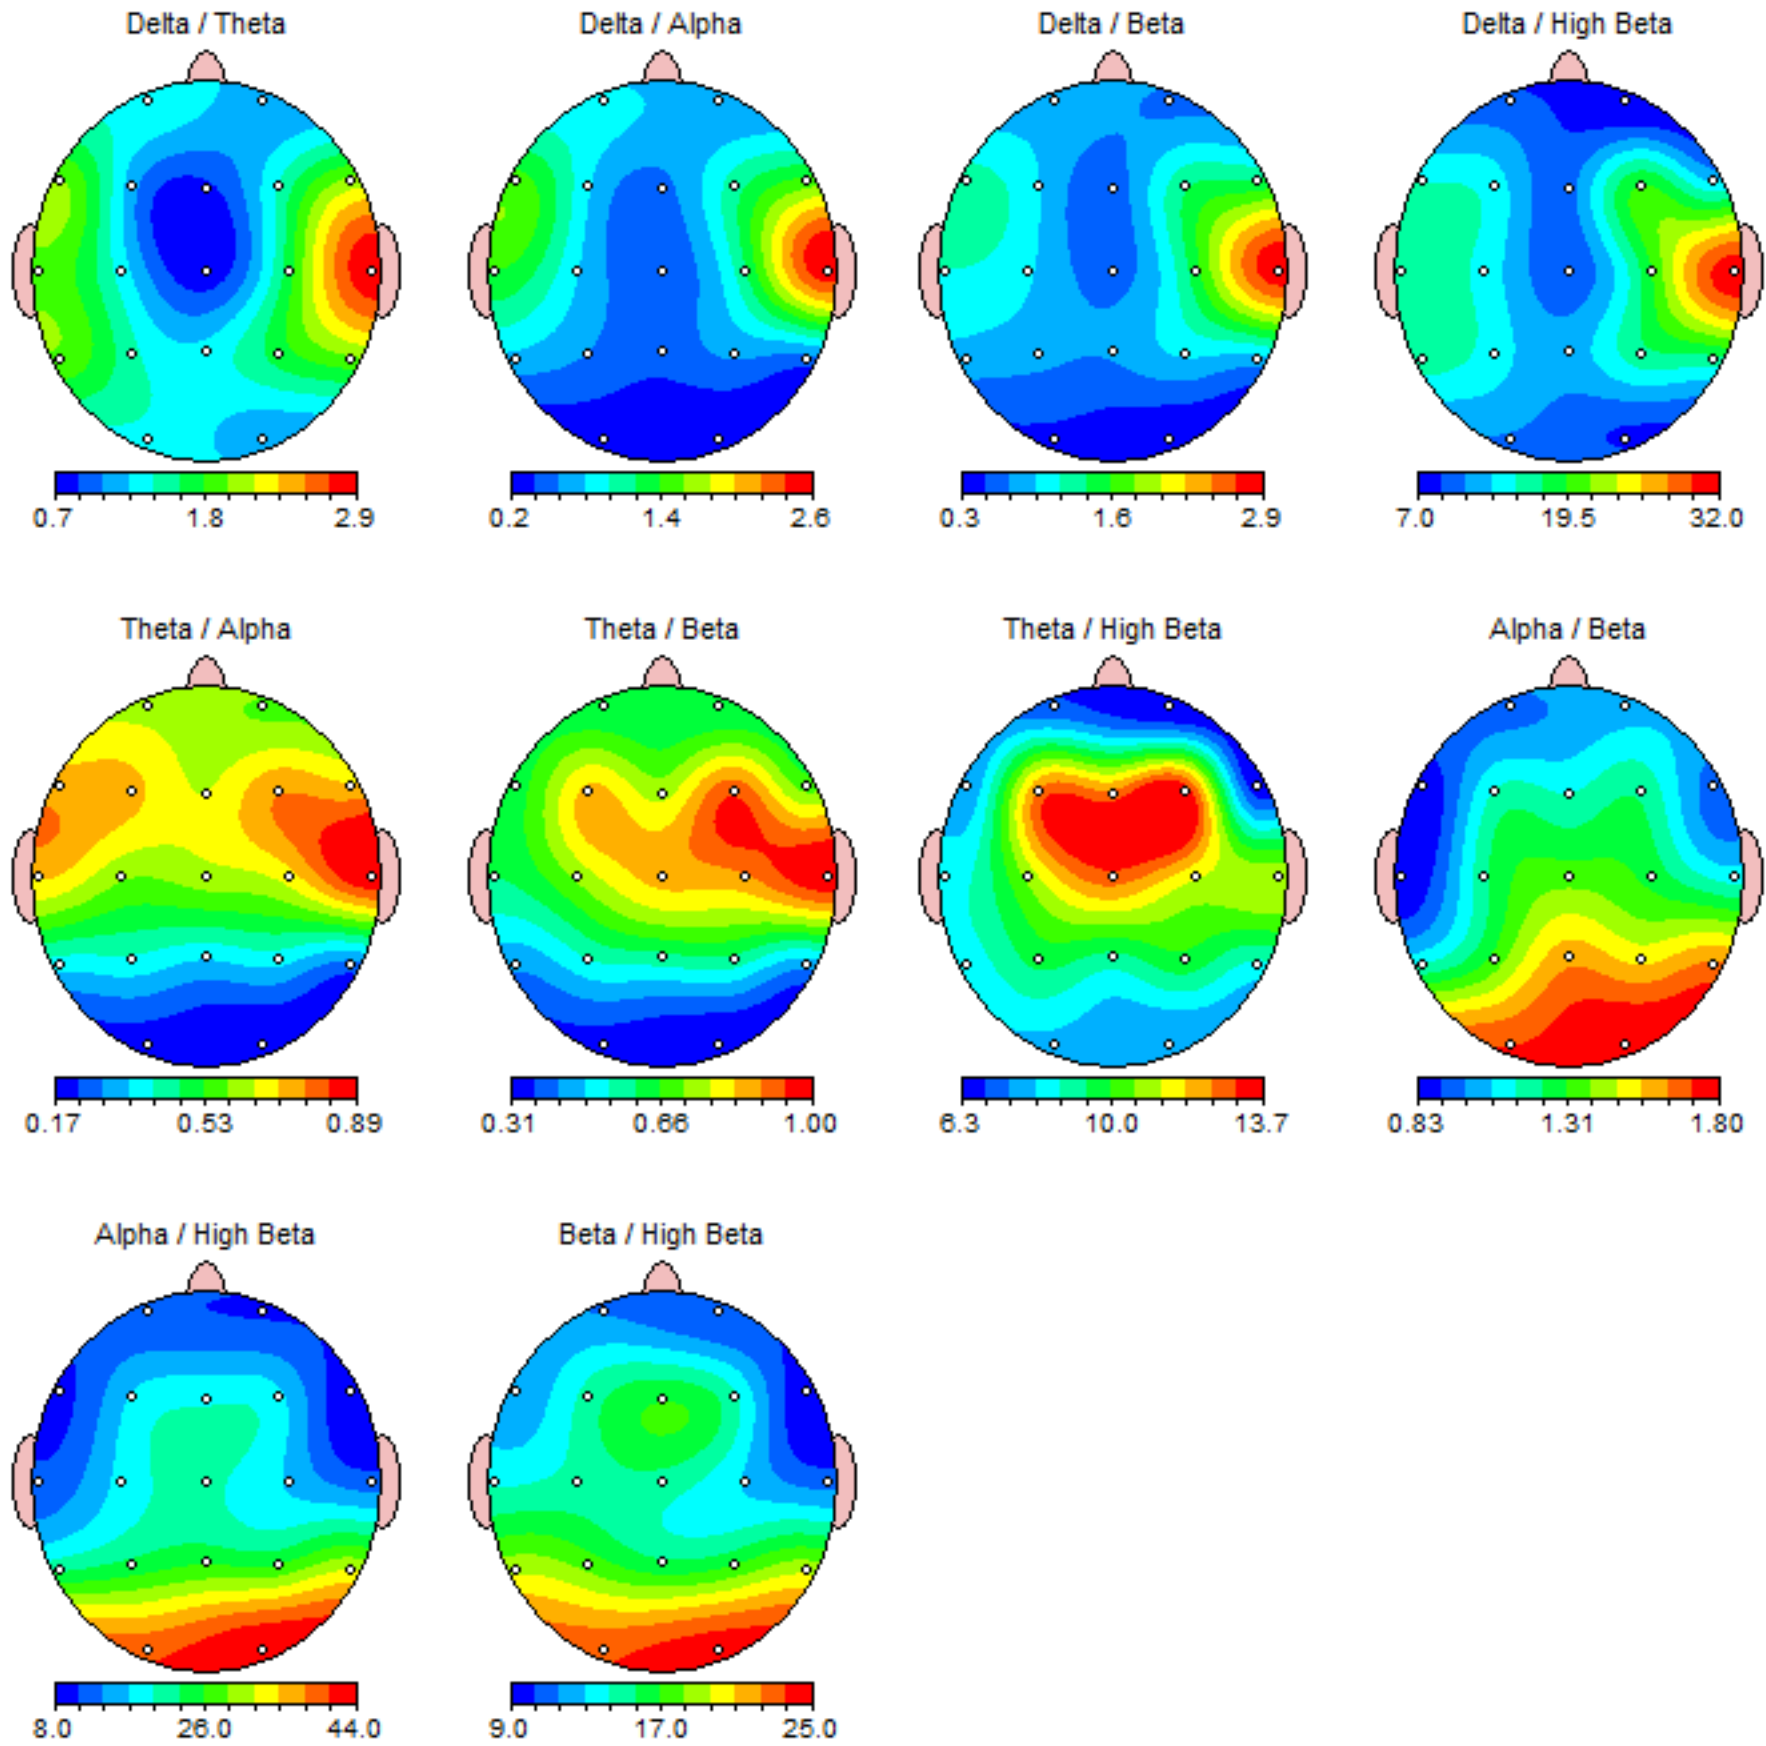 Delta / Theta
Delta / Alpha
Delta / Beta
Delta / High Beta
0.7 1.8 2.9
0.2 1.4 2.6
0.3 1.6 2.9
7.0 19.5 32.0
Theta / Alpha
Theta / Beta
Theta / High Beta
Alpha / Beta
0.17 0.53 0.89
0.31 0.66 1.00
6.3 10.0 13.7
0.83 1.31 1.80
Alpha / High Beta
Beta / High Beta
8.0 26.0 44.0
9.0 17.0 25.0